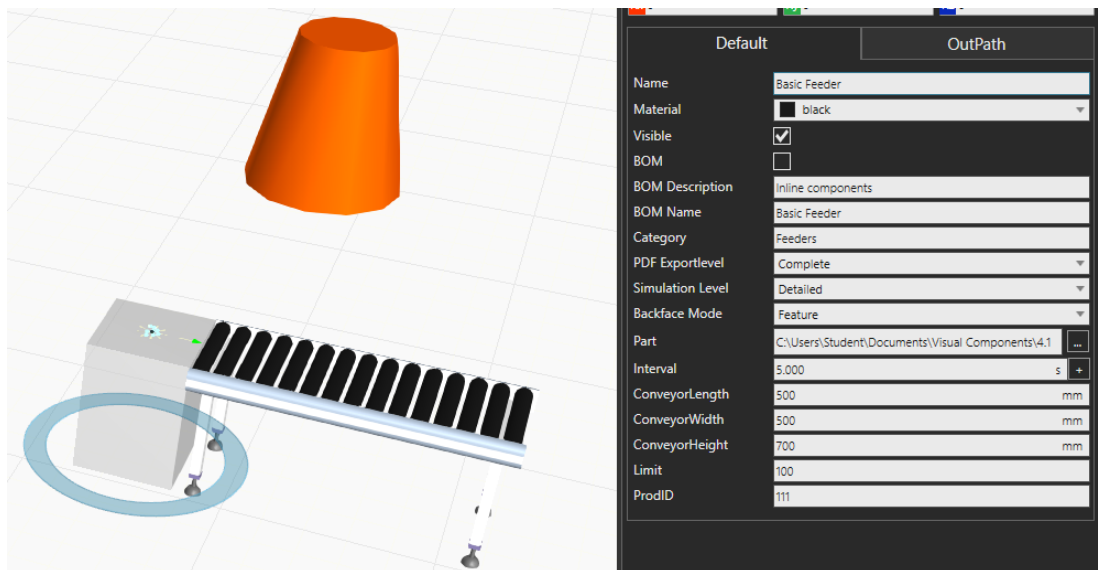 Default OutPath
Name Basic Feeder
Material black
Visible
BOM
BOM Description Inline components
BOM Name Basic Feeder
Category Feeders
PDF Exportlevel Complete
Simulation Level Detailed
Backface Mode Feature
Part C:\Users\Student\Documents\Visual Components\4.1 ...
Interval 5.000 s +
ConveyorLength 500 mm
ConveyorWidth 500 mm
ConveyorHeight 700 mm
Limit 100
ProdID 111